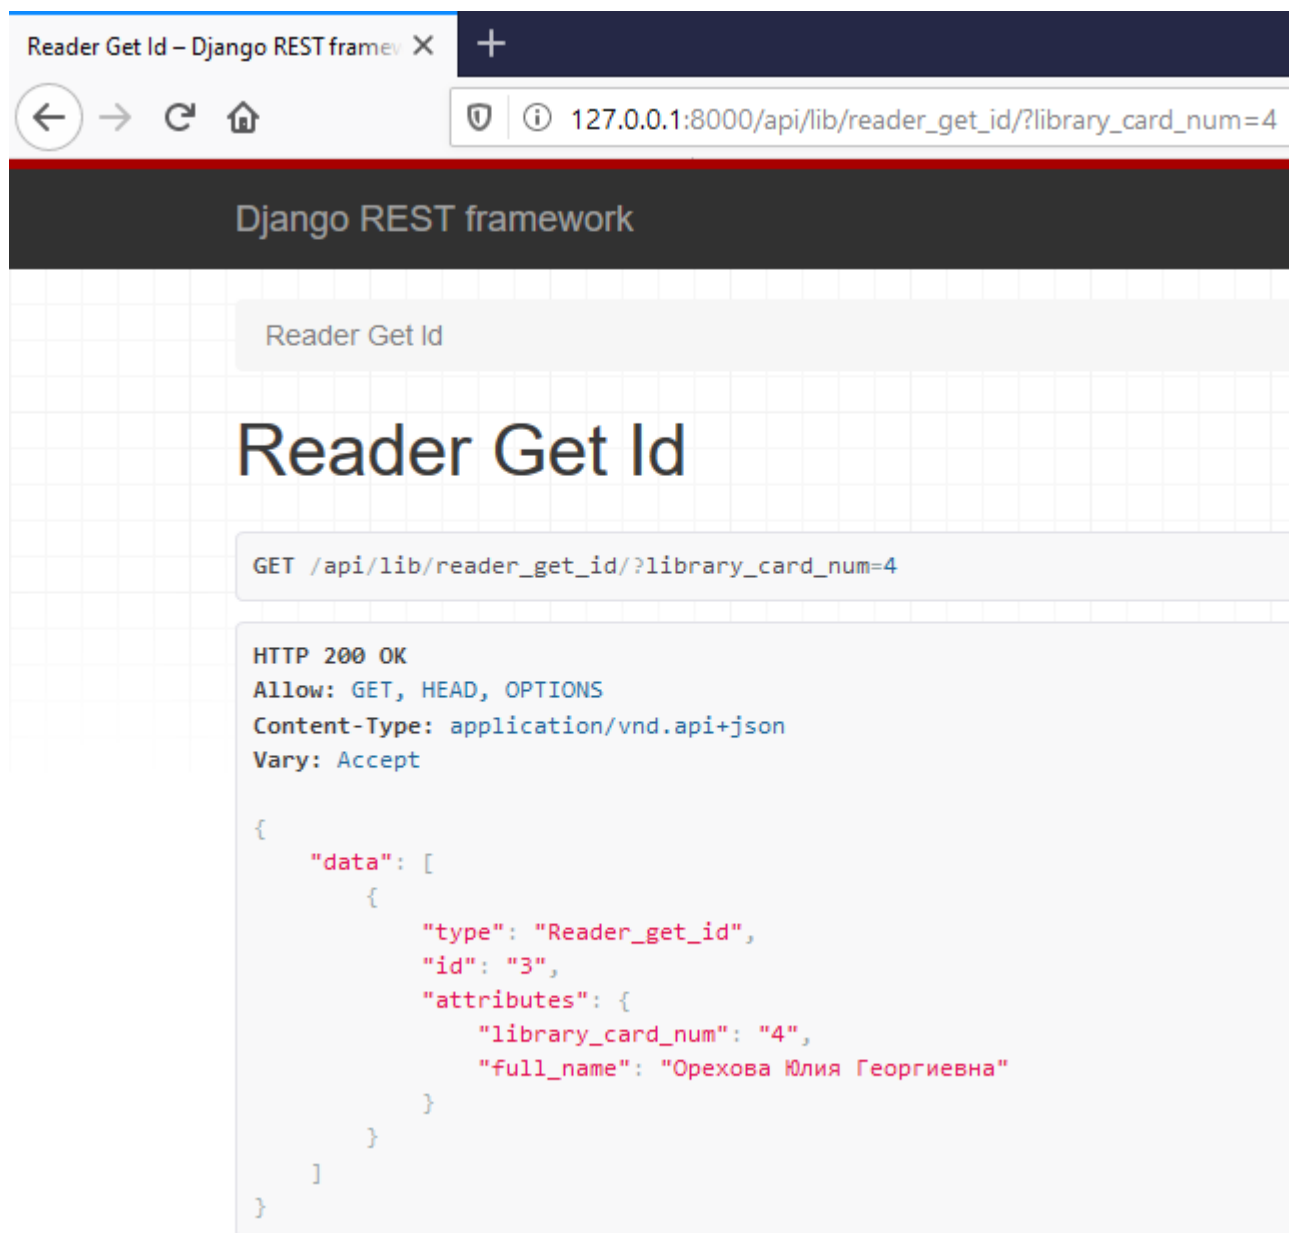 Reader Get Id – Django REST framew
127.0.0.1:8000/api/lib/reader_get_id/?library_card_num=4
Django REST framework
Reader Get Id
Reader Get Id
GET /api/lib/reader_get_id/?library_card_num=4
HTTP 200 OK
Allow: GET, HEAD, OPTIONS
Content-Type: application/vnd.api+json
Vary: Accept
{
"data": [
{
"type": "Reader_get_id",
"id": "3",
"attributes": {
"library_card_num": "4",
"full_name": "Орехова Юлия Георгиевна"
}
}
]
}